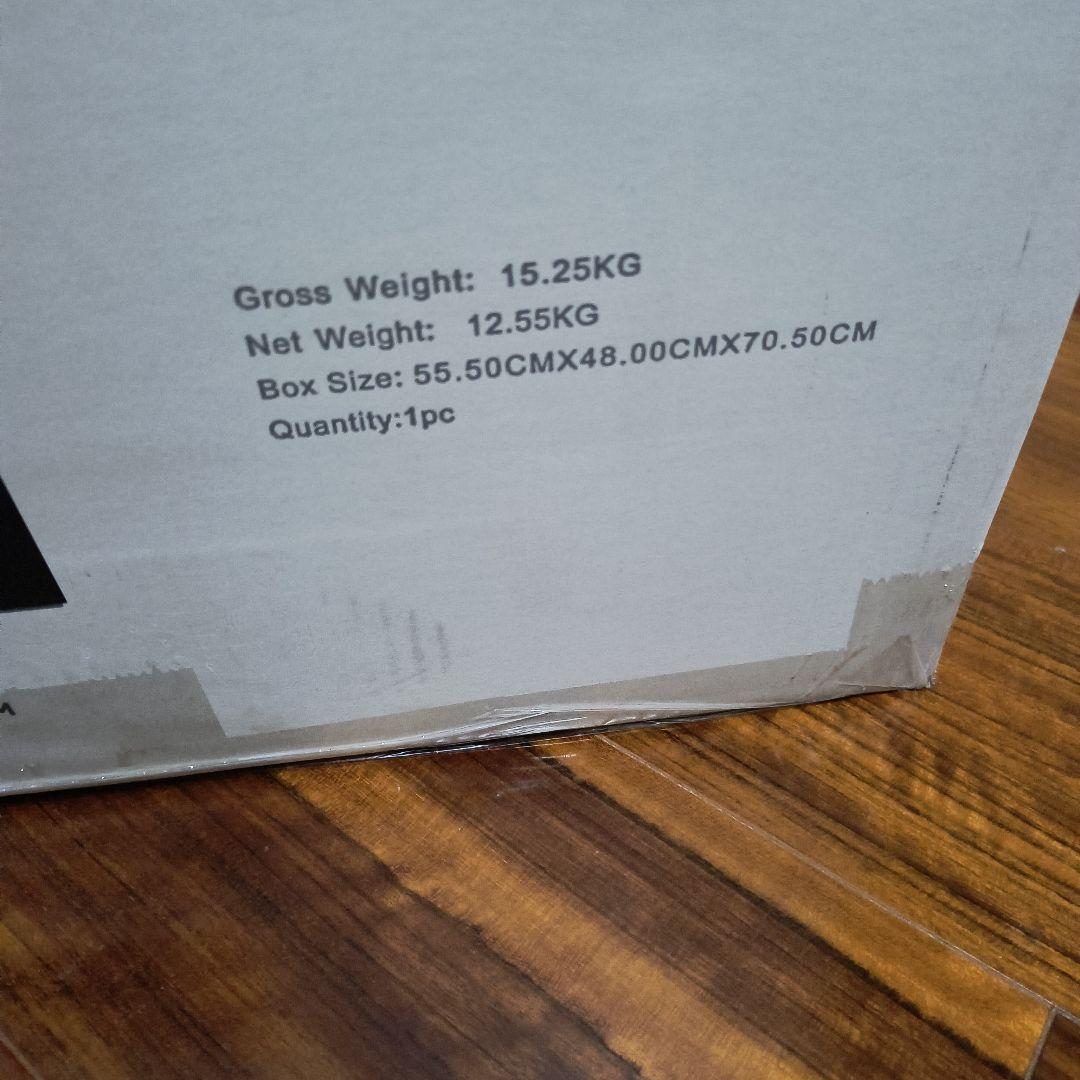 Gross Weight: 15.25KG
Net Weight: 12.55KG
Box Size: 55.50CMX48.00CMX70.50CM
Quantity:1pc